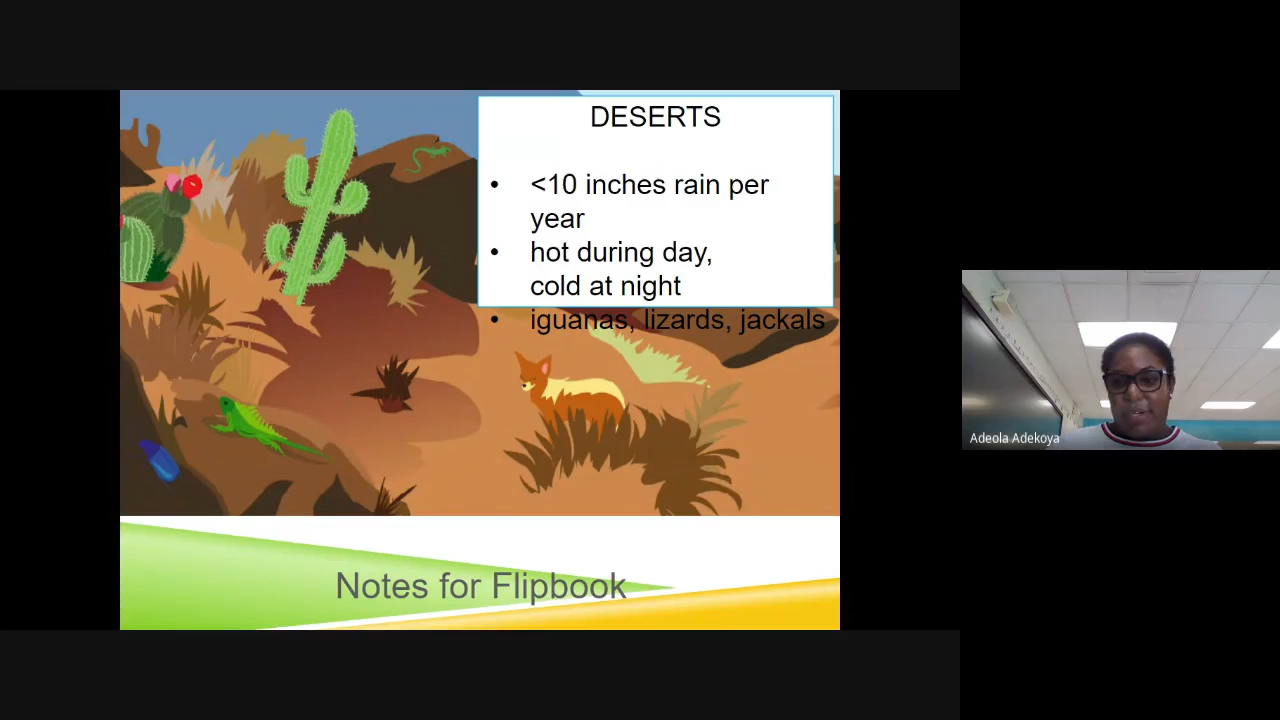 DESERTS
• <10 inches rain per
year
• hot during day,
cold at night
• iguanas, lizards, jackals
Notes for Flipbook
Adeola Adekoya